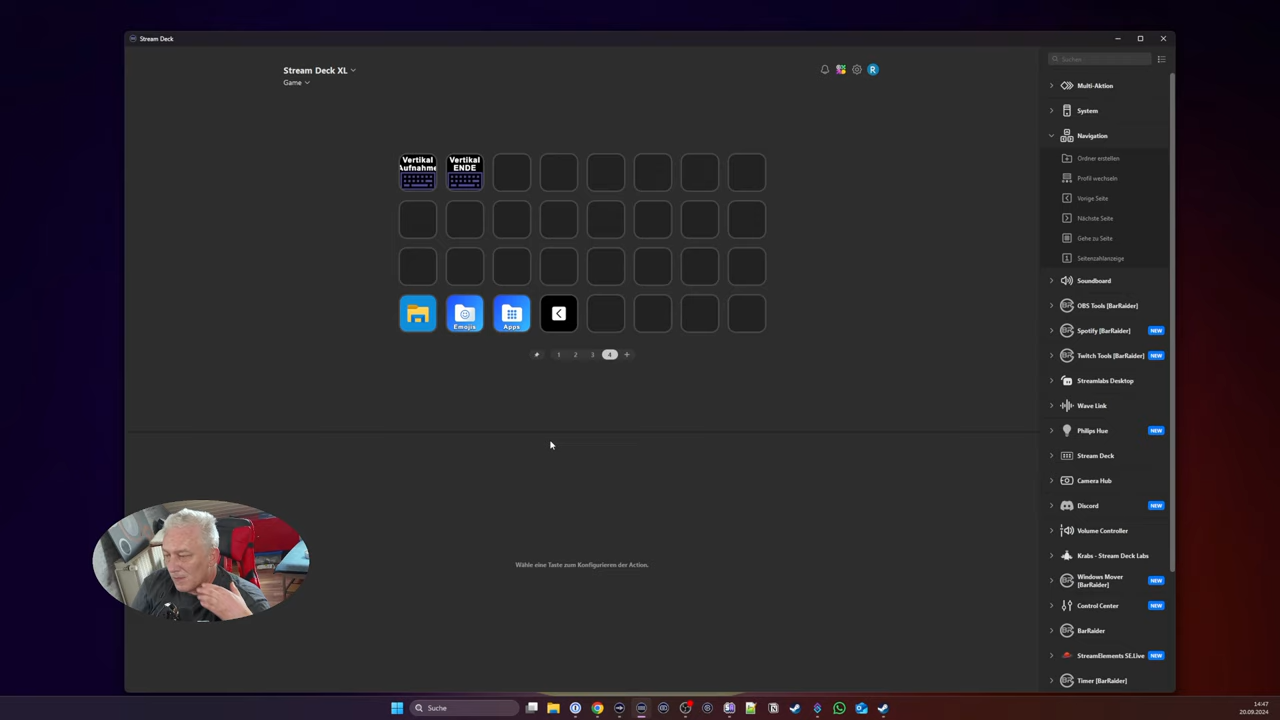 Stream Deck
Stream Deck XL
Game
R
Suchen
Multi-Aktion
System
Navigation
Ordner erstellen
Profil wechseln
Vorige Seite
Nächste Seite
Gehe zu Seite
1 Seitenzahlanzeige
Soundboard
OBS Tools [BarRaider]
Spotify [BarRaider] NEW
Twitch Tools [BarRaider] NEW
Streamlabs Desktop
Wave Link
Philips Hue NEW
Stream Deck
Camera Hub
Discord NEW
Volume Controller
Krabs - Stream Deck Labs
Windows Mover
[BarRaider] NEW
Control Center NEW
BarRaider
StreamElements SE.Live NEW
Timer [BarRaider]
Vertikal
Aufnahme
Vertikal
ENDE
Emojis
Apps
1 2 3 4 +
Wähle eine Taste zum Konfigurieren der Action.
Suche
14:47
20.09.2024